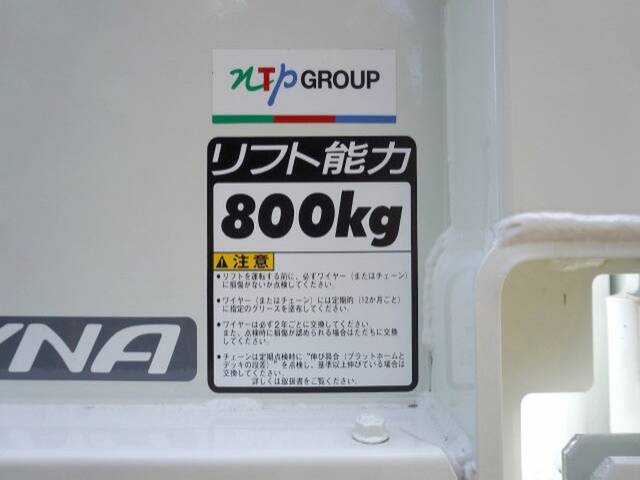 nTp GROUP
リフト能力
800kg
注意
●リフトを運転する前に、必ずワイヤー（またはチェーン）
に損傷がないか点検してください。
●ワイヤー（またはチェーン）には定期的（12か月ごと）
に指定のグリースを塗布してください。
●ワイヤーは必ず2年ごとに交換してください。
また、点検時に損傷が認められる場合はただちに交換
してください。
●チェーンは定期点検時に"伸び具合（プラットホームと
デッキの段差）"を点検し、基準以上伸びている場合は
交換してください。
詳しくは取扱書をご覧ください。
YNA